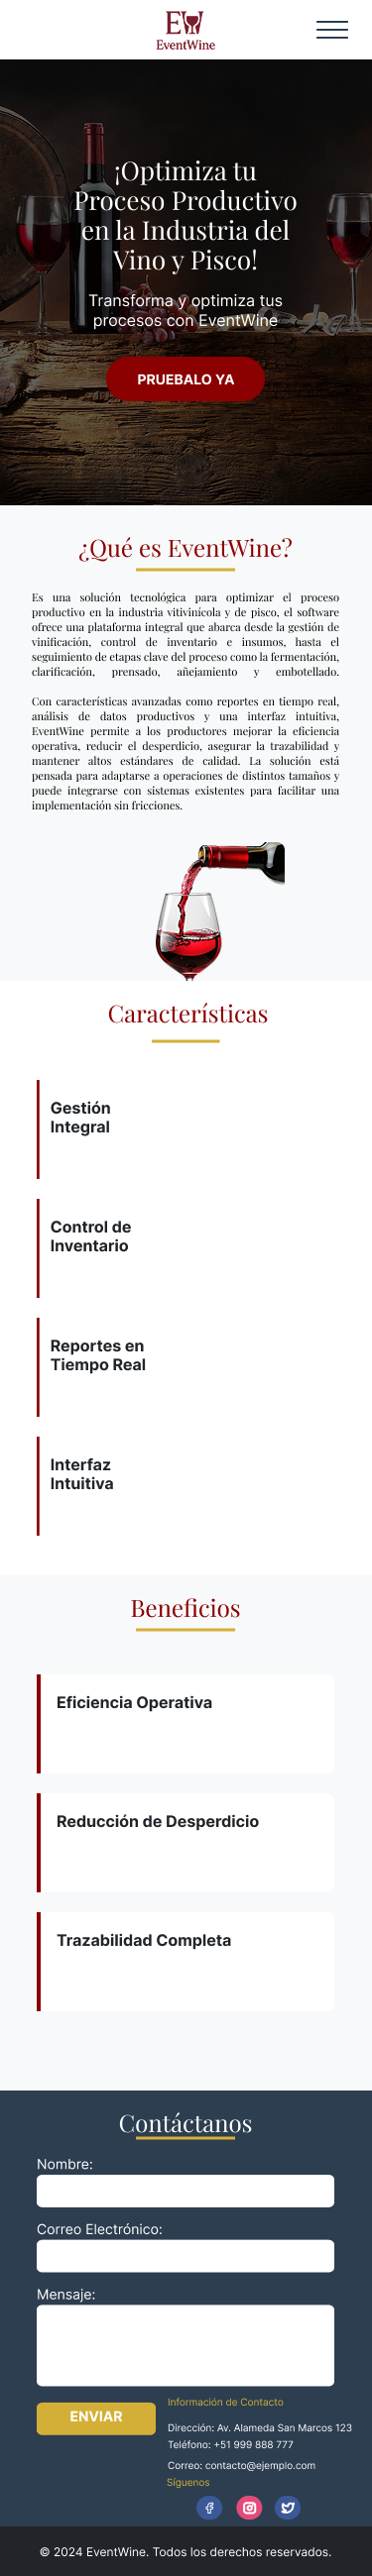 EW
EventWine
¡Optimiza tu
Proceso Productivo
en la Industria del
Vino y Pisco!
Transforma y optimiza tus
procesos con EventWine
PRUEBALO YA
¿Qué es EventWine?
Es una solución tecnológica para optimizar el proceso
productivo en la industria vitivinícola y de pisco, el software
ofrece una plataforma integral que abarca desde la gestión de
vinificación, control de inventario e insumos, hasta el
seguimiento de etapas clave del proceso como la fermentación,
clarificación, prensado, añejamiento y embotellado.
Con características avanzadas como reportes en tiempo real,
análisis de datos productivos y una interfaz intuitiva,
EventWine permite a los productores mejorar la eficiencia
operativa, reducir el desperdicio, asegurar la trazabilidad y
mantener altos estándares de calidad. La solución está
pensada para adaptarse a operaciones de distintos tamaños y
puede integrarse con sistemas existentes para facilitar una
implementación sin fricciones.
Características
Gestión
Integral
Control de
Inventario
Reportes en
Tiempo Real
Interfaz
Intuitiva
Beneficios
Eficiencia Operativa
Reducción de Desperdicio
Trazabilidad Completa
Contáctanos
Nombre:
Correo Electrónico:
Mensaje:
ENVIAR
Información de Contacto
Dirección: Av. Alameda San Marcos 123
Teléfono: +51 999 888 777
Correo: contacto@ejemplo.com
Síguenos
© 2024 EventWine. Todos los derechos reservados.